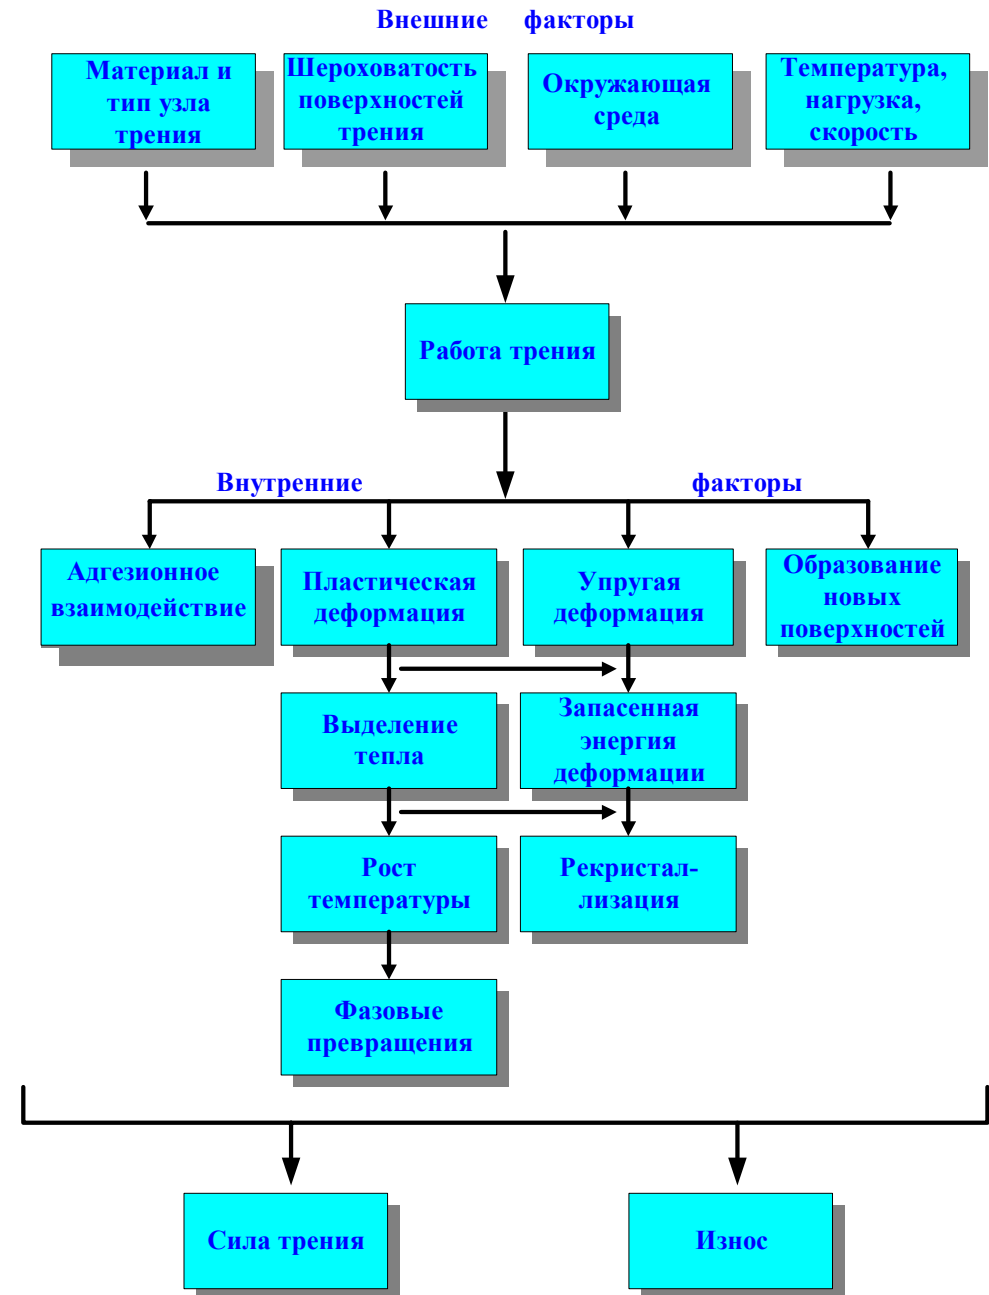 Внешние факторы
Материал и
тип узла
трения
Шероховатость
поверхностей
трения
Окружающая
среда
Температура,
нагрузка,
скорость
Работа трения
Внутренние факторы
Адгезионное
взаимодействие
Пластическая
деформация
Упругая
деформация
Образование
новых
поверхностей
Выделение
тепла
Запасенная
энергия
деформации
Рост
температуры
Рекристал-
лизация
Фазовые
превращения
Сила трения
Износ